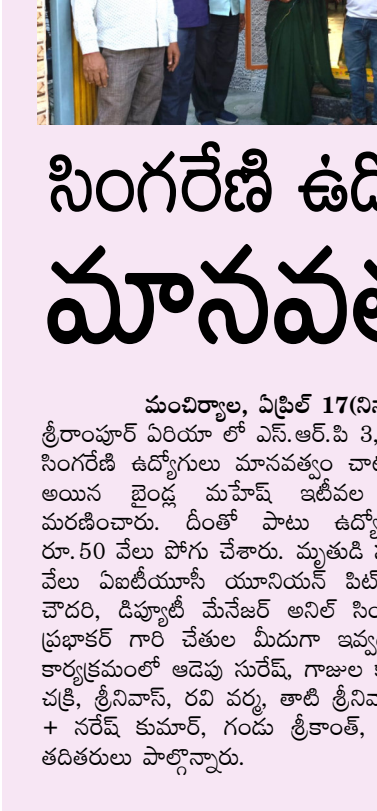 సింగరేణి
మానవత
మంచిర్యాల, ఏప్రిల్ 17(నిన
శ్రీరాంపూర్ ఏరియా లో ఎస్.ఆర్.పి 3,
సింగరేణి ఉద్యోగులు మానవత్వం చాట
అయిన బైండ్ల మహేష్ ఇటీవల
మరణించారు. దీంతో పాటు ఉద్యో
రూ.50 వేలు పోగు చేశారు. మృతుడి
వేలు ఏఐటీయూసీ యూనియన్ పిట్
చౌదరి, డిప్యూటీ మేనేజర్ అనిల్ సిం
ప్రభాకర్ గారి చేతుల మీదుగా ఇవ్వ
కార్యక్రమంలో ఆడెపు సురేష్, గాజుల
చక్రి, శ్రీనివాస్, రవి వర్మ, తాటి శ్రీనివా
+ నరేష్ కుమార్, గండు శ్రీకాంత్,
తదితరులు పాల్గొన్నారు.